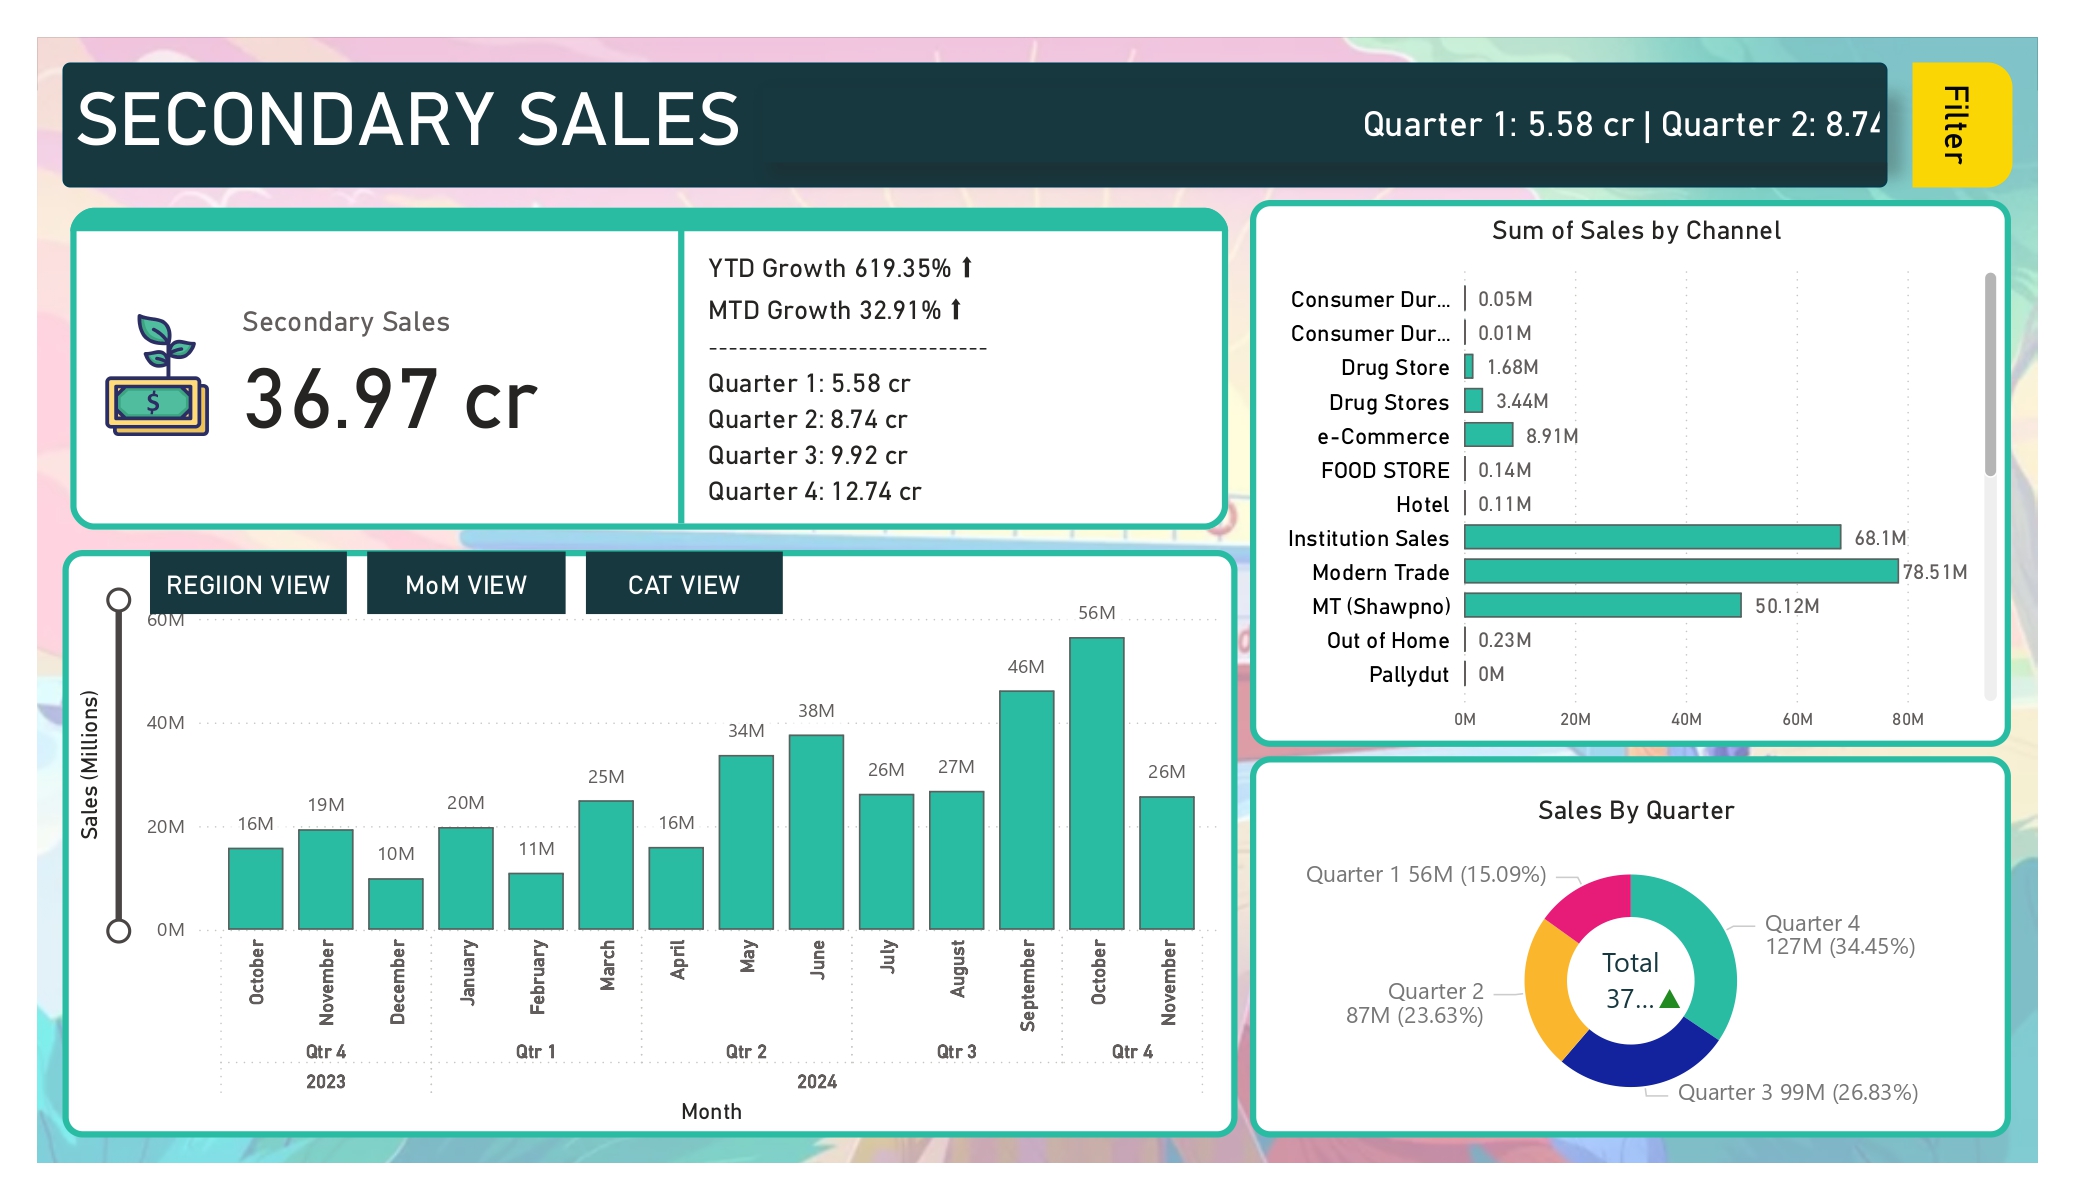 SECONDARY SALES
Quarter 1: 5.58 cr | Quarter 2: 8.74
Filter
Secondary Sales
36.97 cr
$
YTD Growth 619.35% ⬆
MTD Growth 32.91% ⬆
---------------------------
Quarter 1: 5.58 cr
Quarter 2: 8.74 cr
Quarter 3: 9.92 cr
Quarter 4: 12.74 cr
Sum of Sales by Channel
Consumer Dur... 0.05M
Consumer Dur... 0.01M
Drug Store 1.68M
Drug Stores 3.44M
e-Commerce 8.91M
FOOD STORE 0.14M
Hotel 0.11M
Institution Sales 68.1M
Modern Trade 78.51M
MT (Shawpno) 50.12M
Out of Home 0.23M
Pallydut 0M
0M 20M 40M 60M 80M
REGIION VIEW MoM VIEW CAT VIEW
Sales (Millions)
60M
40M
20M
0M
16M 19M 10M 20M 11M 25M 16M 34M 38M 26M 27M 46M 56M 26M
October November December January February March April May June July August September October November
Qtr 4 Qtr 1 Qtr 2 Qtr 3 Qtr 4
2023 2024
Month
Sales By Quarter
Quarter 1 56M (15.09%)
Quarter 4
127M (34.45%)
Total
37...
Quarter 2
87M (23.63%)
Quarter 3 99M (26.83%)